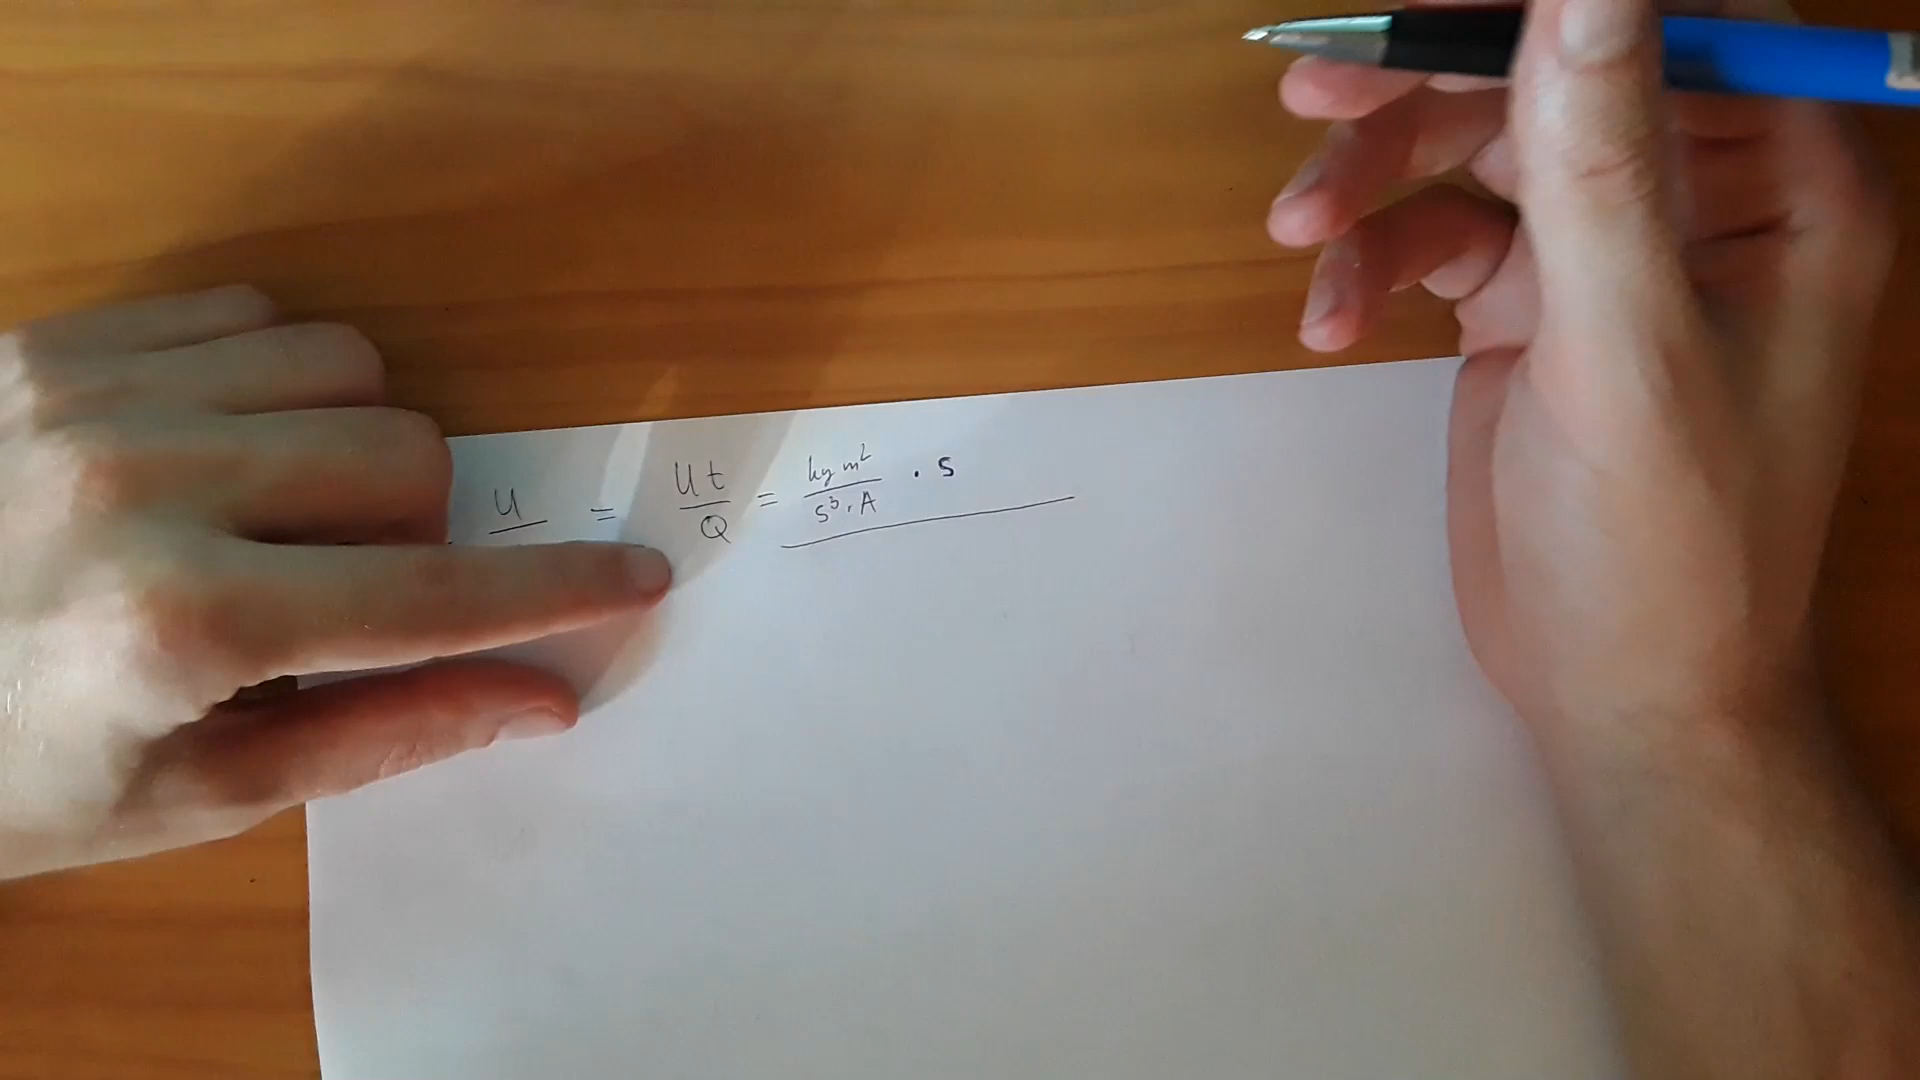 U/ = Ut/Q = kg m²/s³·A · s